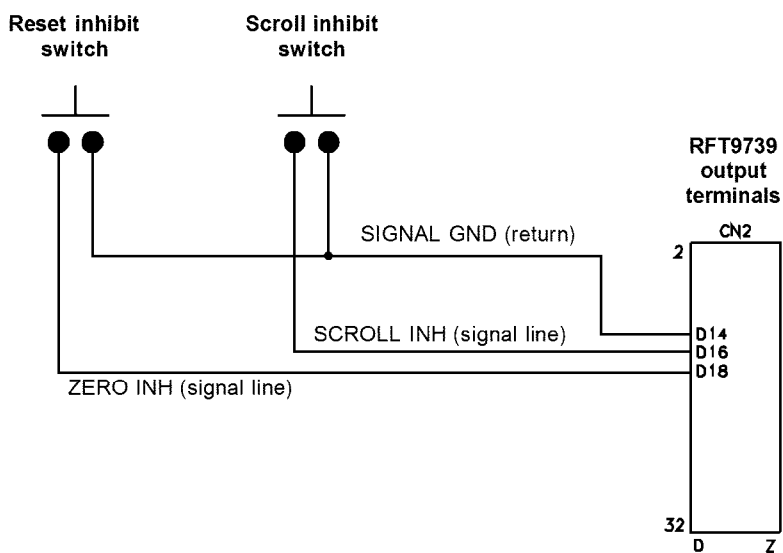 Reset inhibit
switch
Scroll inhibit
switch
RFT9739
output
terminals
CN2
2
SIGNAL GND (return)
D14
SCROLL INH (signal line)
D16
D18
ZERO INH (signal line)
32
D
Z